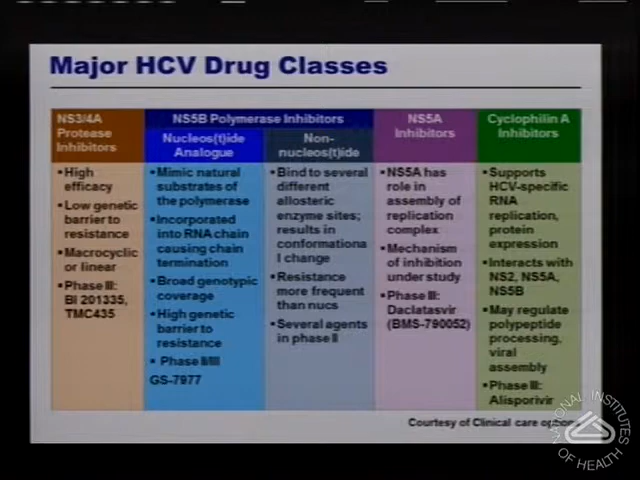 Major HCV Drug Classes
NS3/4A
Protease
Inhibitors
NS5B Polymerase Inhibitors
Nucleos(t)ide
Analogue
Non-
nucleos(t)ide
NS5A
Inhibitors
Cyclophilin A
Inhibitors
• High
efficacy
• Low genetic
barrier to
resistance
• Macrocyclic
or linear
• Phase III:
BI 201335,
TMC435
• Mimic natural
substrates of
the polymerase
• Incorporated
into RNA chain
causing chain
termination
• Broad genotypic
coverage
• High genetic
barrier to
resistance
• Phase II/III
GS-7977
• Bind to several
different
allosteric
enzyme sites;
results in
conformationa
l change
• Resistance
more frequent
than nucs
• Several agents
in phase II
• NS5A has
role in
assembly of
replication
complex
• Mechanism
of inhibition
under study
• Phase III:
Daclatasvir
(BMS-790052)
• Supports
HCV-specific
RNA
replication,
protein
expression
• Interacts with
NS2, NS5A,
NS5B
• May regulate
polypeptide
processing,
viral
assembly
• Phase III:
Alisporivir
Courtesy of Clinical care option
NATIONAL INSTITUTES
OF HEALTH